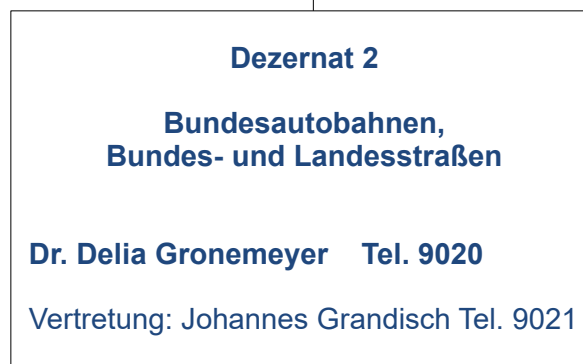 Dezernat 2
Bundesautobahnen,
Bundes- und Landesstraßen
Dr. Delia Gronemeyer Tel. 9020
Vertretung: Johannes Grandisch Tel. 9021